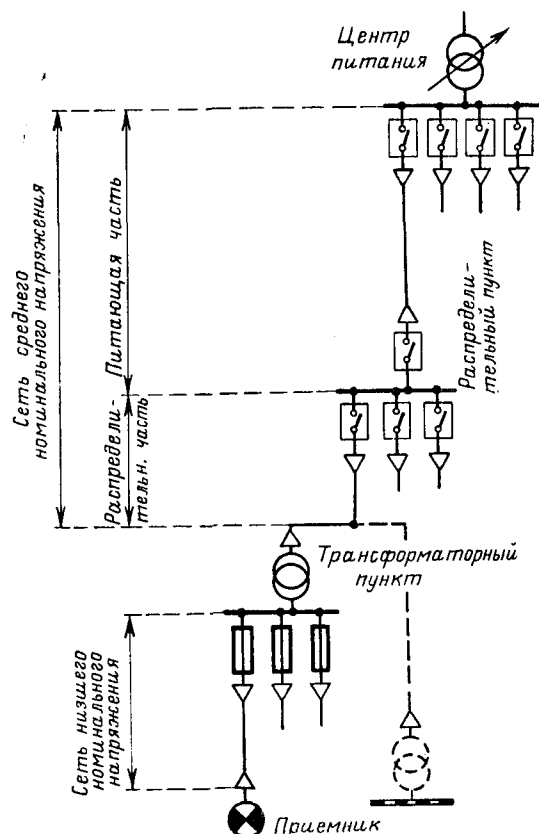 Центр
питания
Сеть среднего
номинального напряжения
Питающая часть
Распредели-
тельный пункт
Распредели-
тельн. часть
Трансформаторный
пункт
Сеть низшего
номинального
напряжения
Приемник